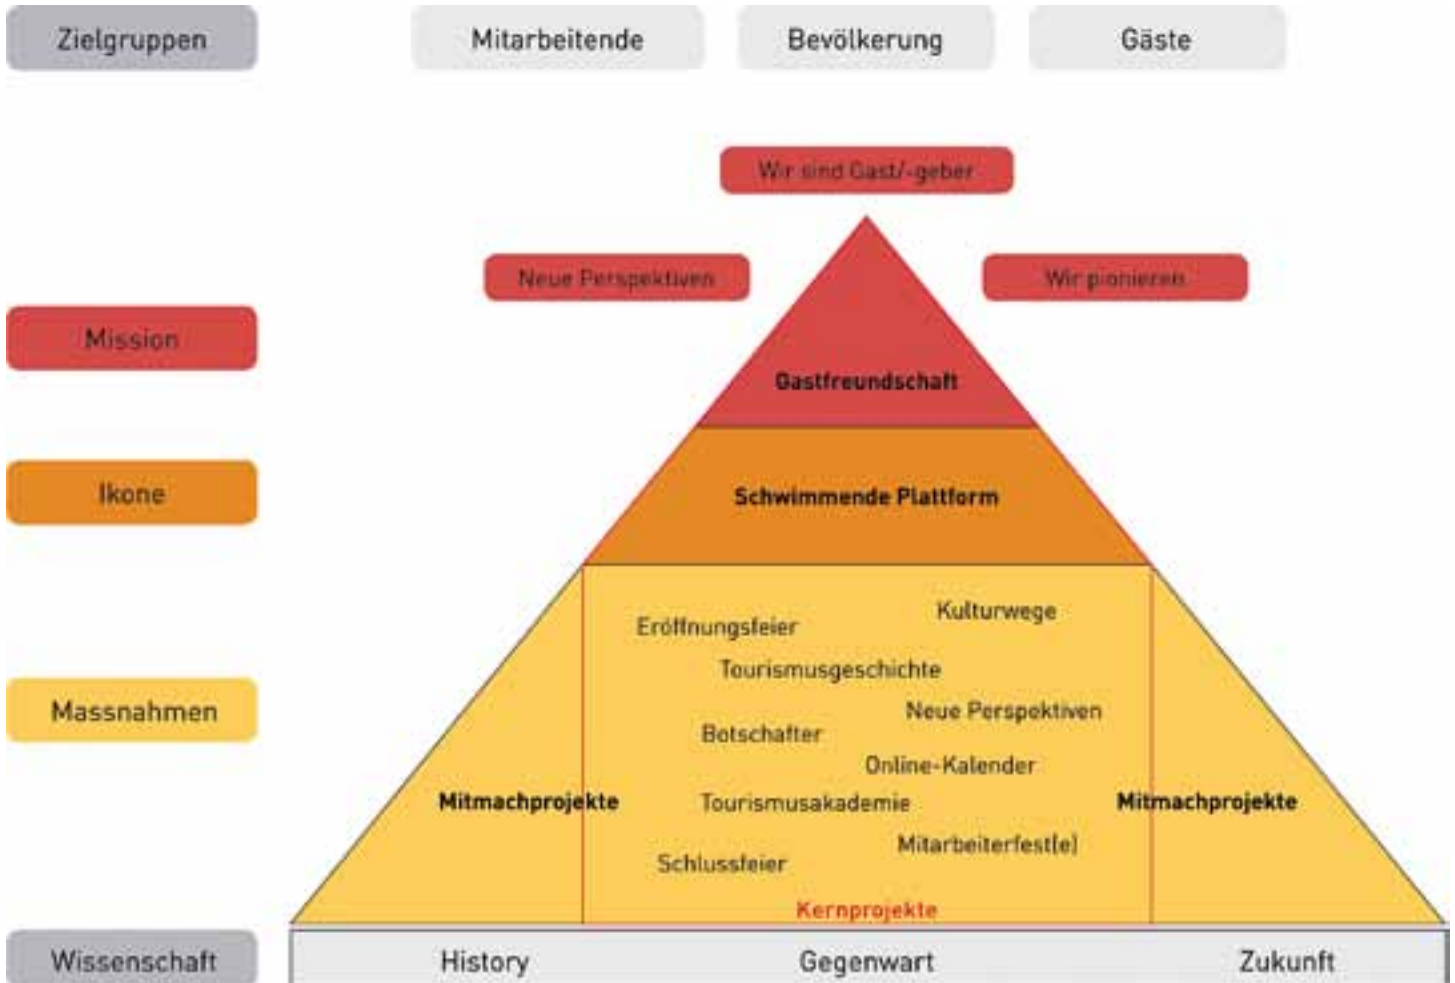 Zielgruppen
Mitarbeitende
Bevölkerung
Gäste
Wir sind Gast/-geber
Neue Perspektiven
Wir pionieren
Mission
Gastfreundschaft
Ikone
Schwimmende Plattform
Kulturwege
Eröffnungsfeier
Tourismusgeschichte
Massnahmen
Neue Perspektiven
Botschafter
Online-Kalender
Mitmachprojekte
Tourismusakademie
Mitmachprojekte
Mitarbeiterfest(e)
Schlussfeier
Kernprojekte
Wissenschaft
History
Gegenwart
Zukunft